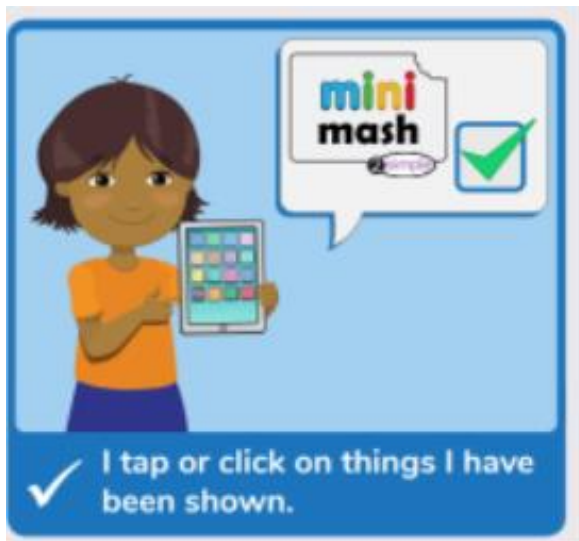 mini
mash
2simple
I tap or click on things I have
been shown.